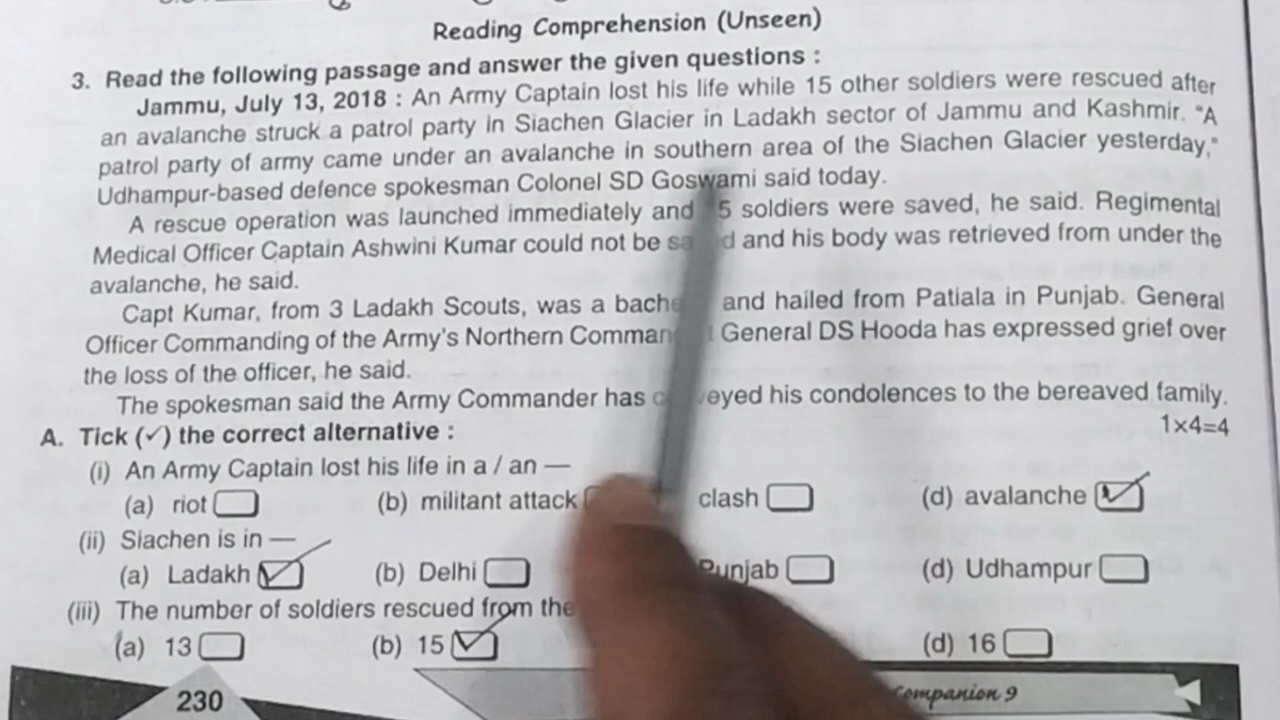 Reading Comprehension (Unseen)
3. Read the following passage and answer the given questions :
Jammu, July 13, 2018 : An Army Captain lost his life while 15 other soldiers were rescued after
an avalanche struck a patrol party in Siachen Glacier in Ladakh sector of Jammu and Kashmir. "A
patrol party of army came under an avalanche in southern area of the Siachen Glacier yesterday,"
Udhampur-based defence spokesman Colonel SD Goswami said today.
A rescue operation was launched immediately and 5 soldiers were saved, he said. Regimental
Medical Officer Captain Ashwini Kumar could not be and his body was retrieved from under the
avalanche, he said.
Capt Kumar, from 3 Ladakh Scouts, was a and hailed from Patiala in Punjab. General
Officer Commanding of the Army's Northern General DS Hooda has expressed grief over
the loss of the officer, he said.
The spokesman said the Army Commander has his condolences to the bereaved family.
A. Tick (✓) the correct alternative : 1×4=4
(i) An Army Captain lost his life in a / an —
(a) riot (b) militant attack clash (d) avalanche
(ii) Siachen is in —
(a) Ladakh (b) Delhi Punjab (d) Udhampur
(iii) The number of soldiers rescued from the
(a) 13 (b) 15 (d) 16
230 Companion 9